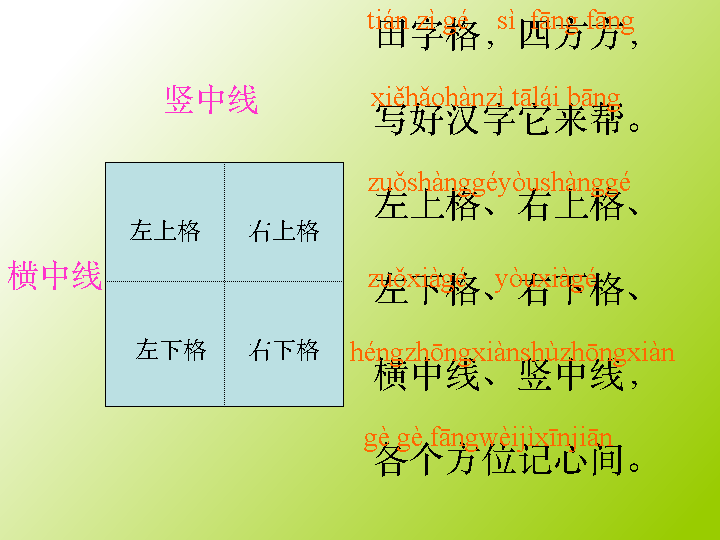 竖中线
横中线
左上格 右上格
左下格 右下格
tián zì gé sì fāng fāng
田字格，四方方，
xiěhǎohànzì tālái bāng
写好汉字它来帮。
zuǒshànggéyòushànggé
左上格、右上格、
zuǒxiàgé yòuxiàgé
左下格、右下格、
héngzhōngxiànshùzhōngxiàn
横中线、竖中线，
gè gè fāngwèijìxīnjiān
各个方位记心间。